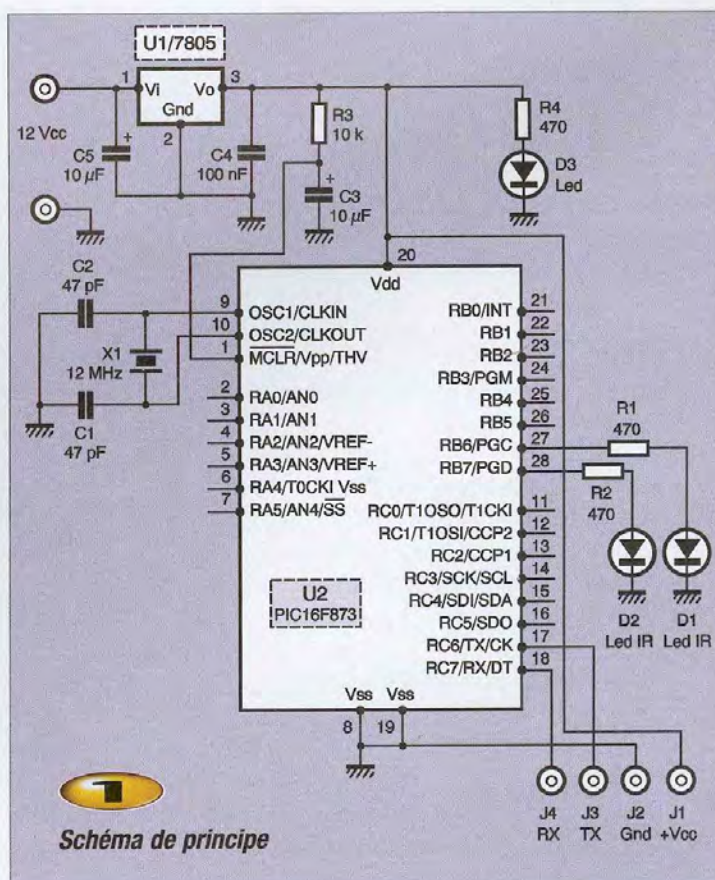 U1/7805
1
Vi
Vo
3
Gnd
2
12 Vcc
C5
10 µF
+
C4
100 nF
R3
10 k
+
C3
10 µF
R4
470
D3
Led
20
Vdd
C2
47 pF
X1
12 MHz
C1
47 pF
9
OSC1/CLKIN
10
OSC2/CLKOUT
1
MCLR/Vpp/THV
2
RA0/AN0
3
RA1/AN1
4
RA2/AN2/VREF-
5
RA3/AN3/VREF+
6
RA4/T0CKI Vss
7
RA5/AN4/SS
RB0/INT
21
RB1
22
RB2
23
RB3/PGM
24
RB4
25
RB5
26
RB6/PGC
27
RB7/PGD
28
R1
470
R2
470
RC0/T1OSO/T1CKI
11
RC1/T1OSI/CCP2
12
RC2/CCP1
13
RC3/SCK/SCL
14
RC4/SDI/SDA
15
RC5/SDO
16
RC6/TX/CK
17
RC7/RX/DT
18
D2
Led IR
D1
Led IR
U2
PIC16F873
Vss
Vss
8
19
J4
RX
J3
TX
J2
Gnd
J1
+Vcc
1
Schéma de principe